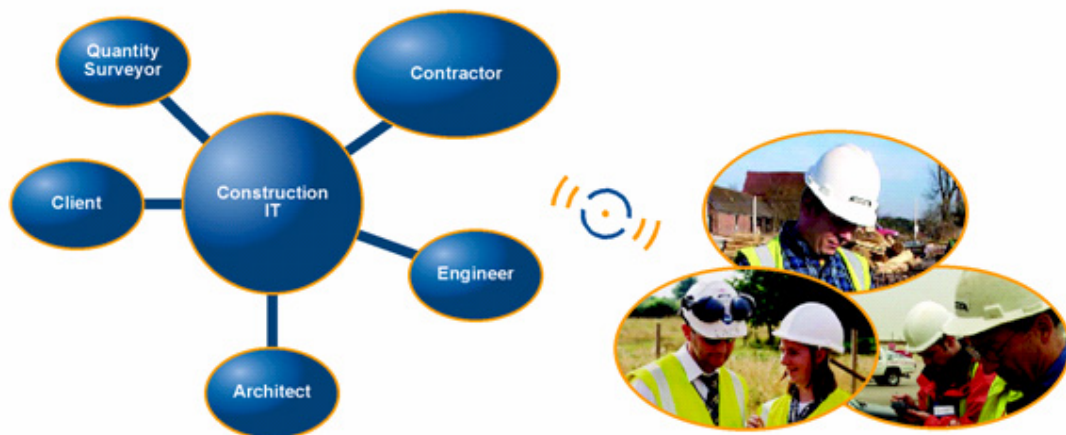 Quantity
Surveyor
Contractor
Construction
IT
Client
Engineer
Architect